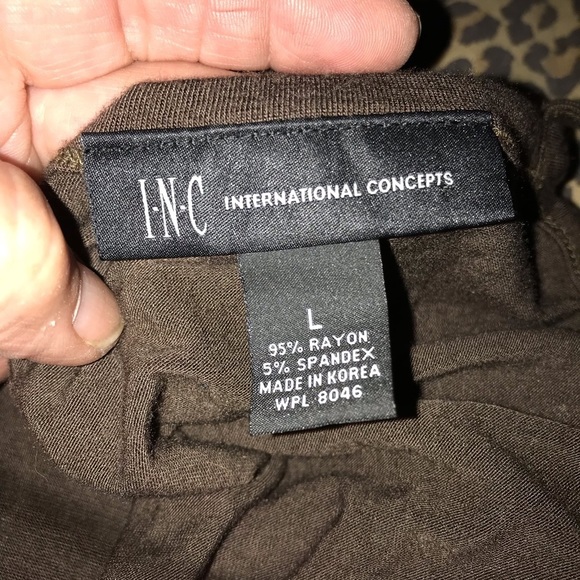 I·N·C INTERNATIONAL CONCEPTS
L
95% RAYON
5% SPANDEX
MADE IN KOREA
WPL 8046